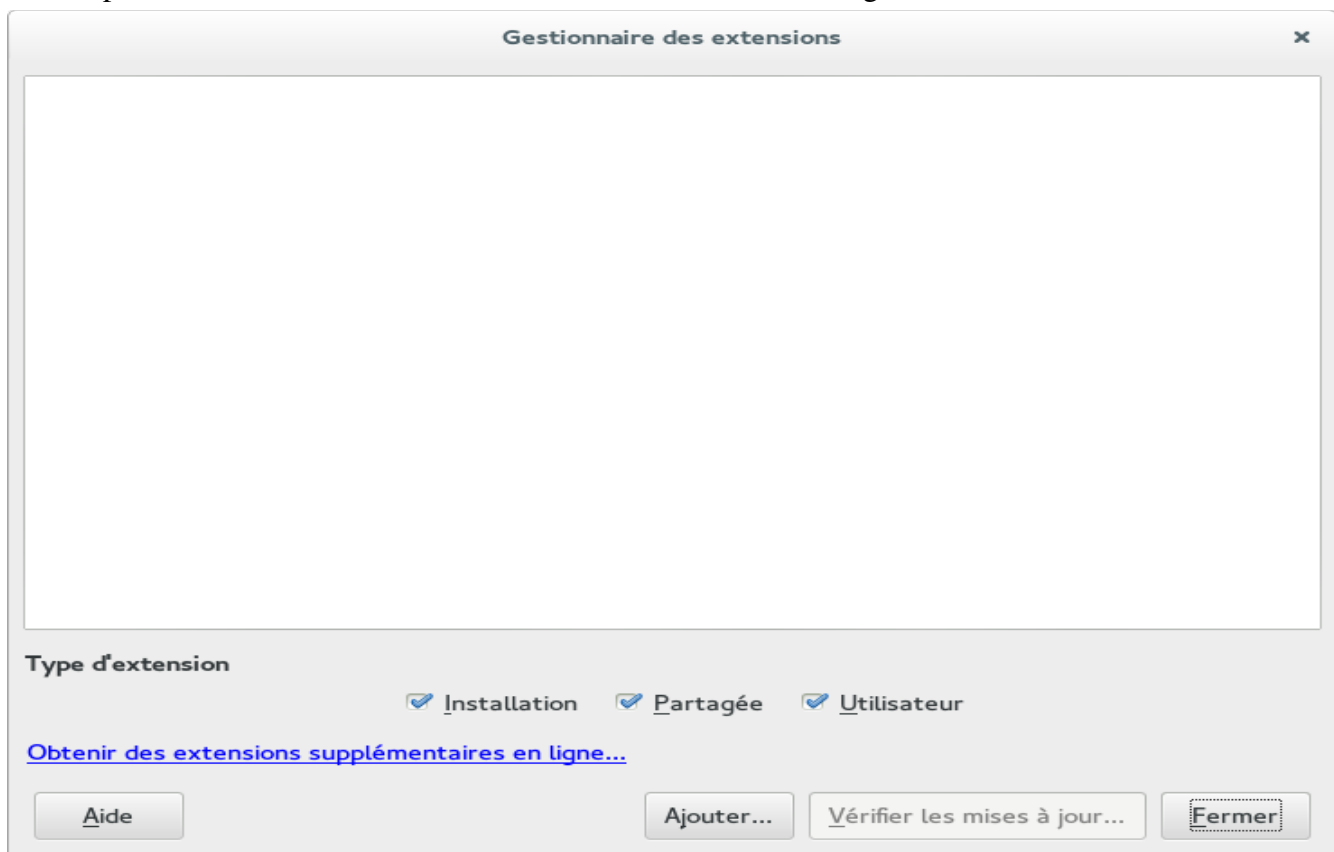 Gestionnaire des extensions
Type d'extension
Installation Partagée Utilisateur
Obtenir des extensions supplémentaires en ligne...
Aide Ajouter... Vérifier les mises à jour... Fermer